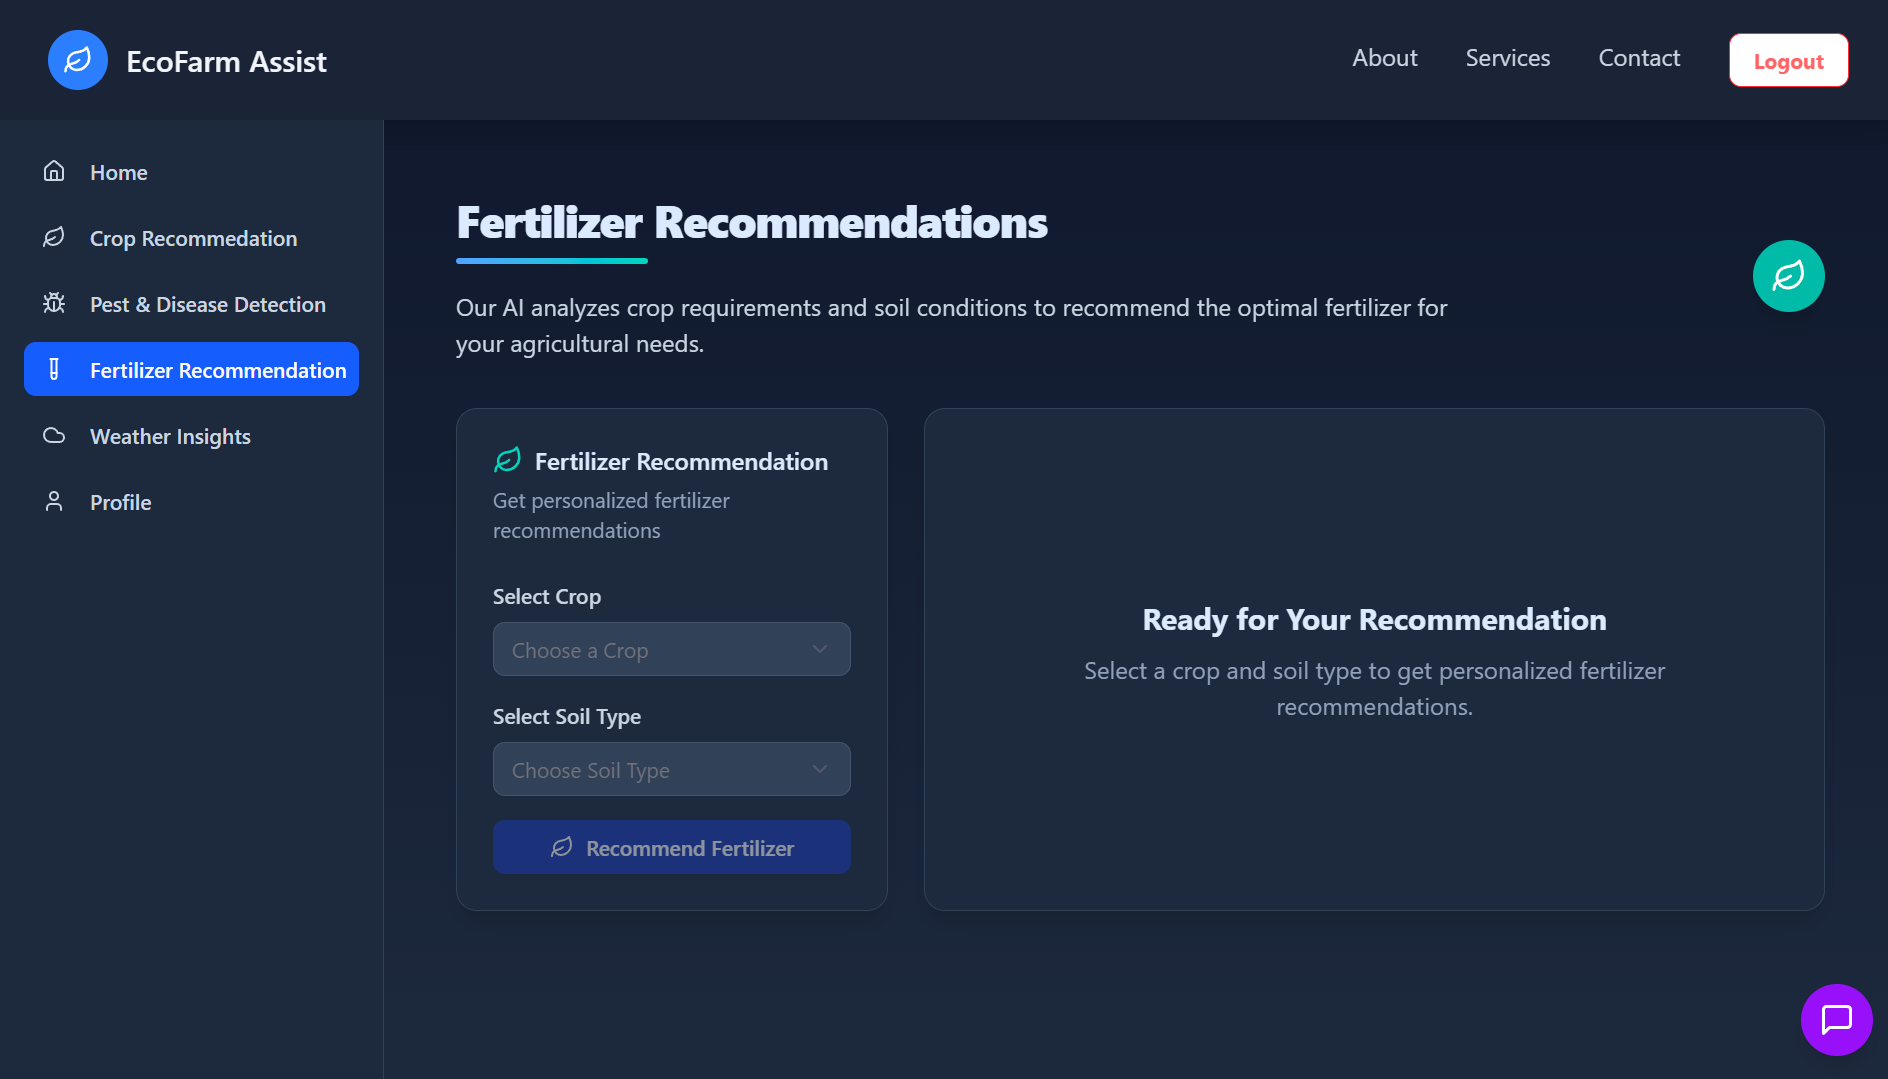 EcoFarm Assist
About
Services
Contact
Logout
Home
Crop Recommedation
Pest & Disease Detection
Fertilizer Recommendation
Weather Insights
Profile
Fertilizer Recommendations
Our AI analyzes crop requirements and soil conditions to recommend the optimal fertilizer for
your agricultural needs.
Fertilizer Recommendation
Get personalized fertilizer
recommendations
Select Crop
Choose a Crop
Select Soil Type
Choose Soil Type
Recommend Fertilizer
Ready for Your Recommendation
Select a crop and soil type to get personalized fertilizer
recommendations.